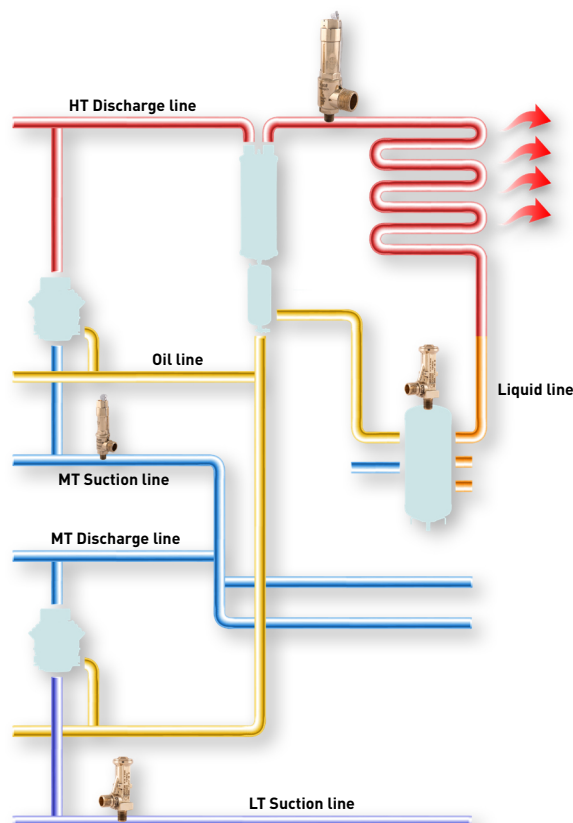 HT Discharge line
Oil line
Liquid line
MT Suction line
MT Discharge line
LT Suction line